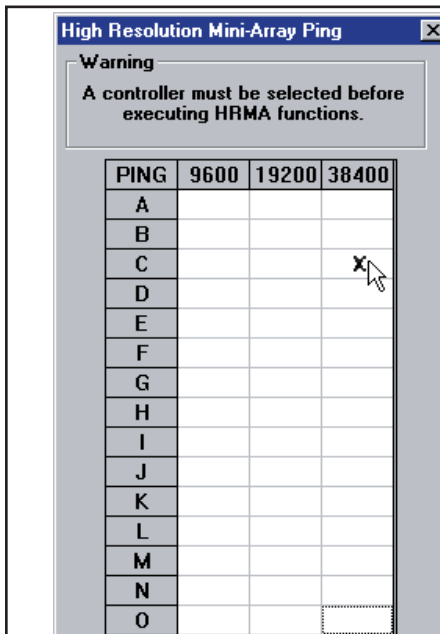 High Resolution Mini-Array Ping
Warning
A controller must be selected before
executing HRMA functions.
PING 9600 19200 38400
A
B
C X
D
E
F
G
H
I
J
K
L
M
N
O